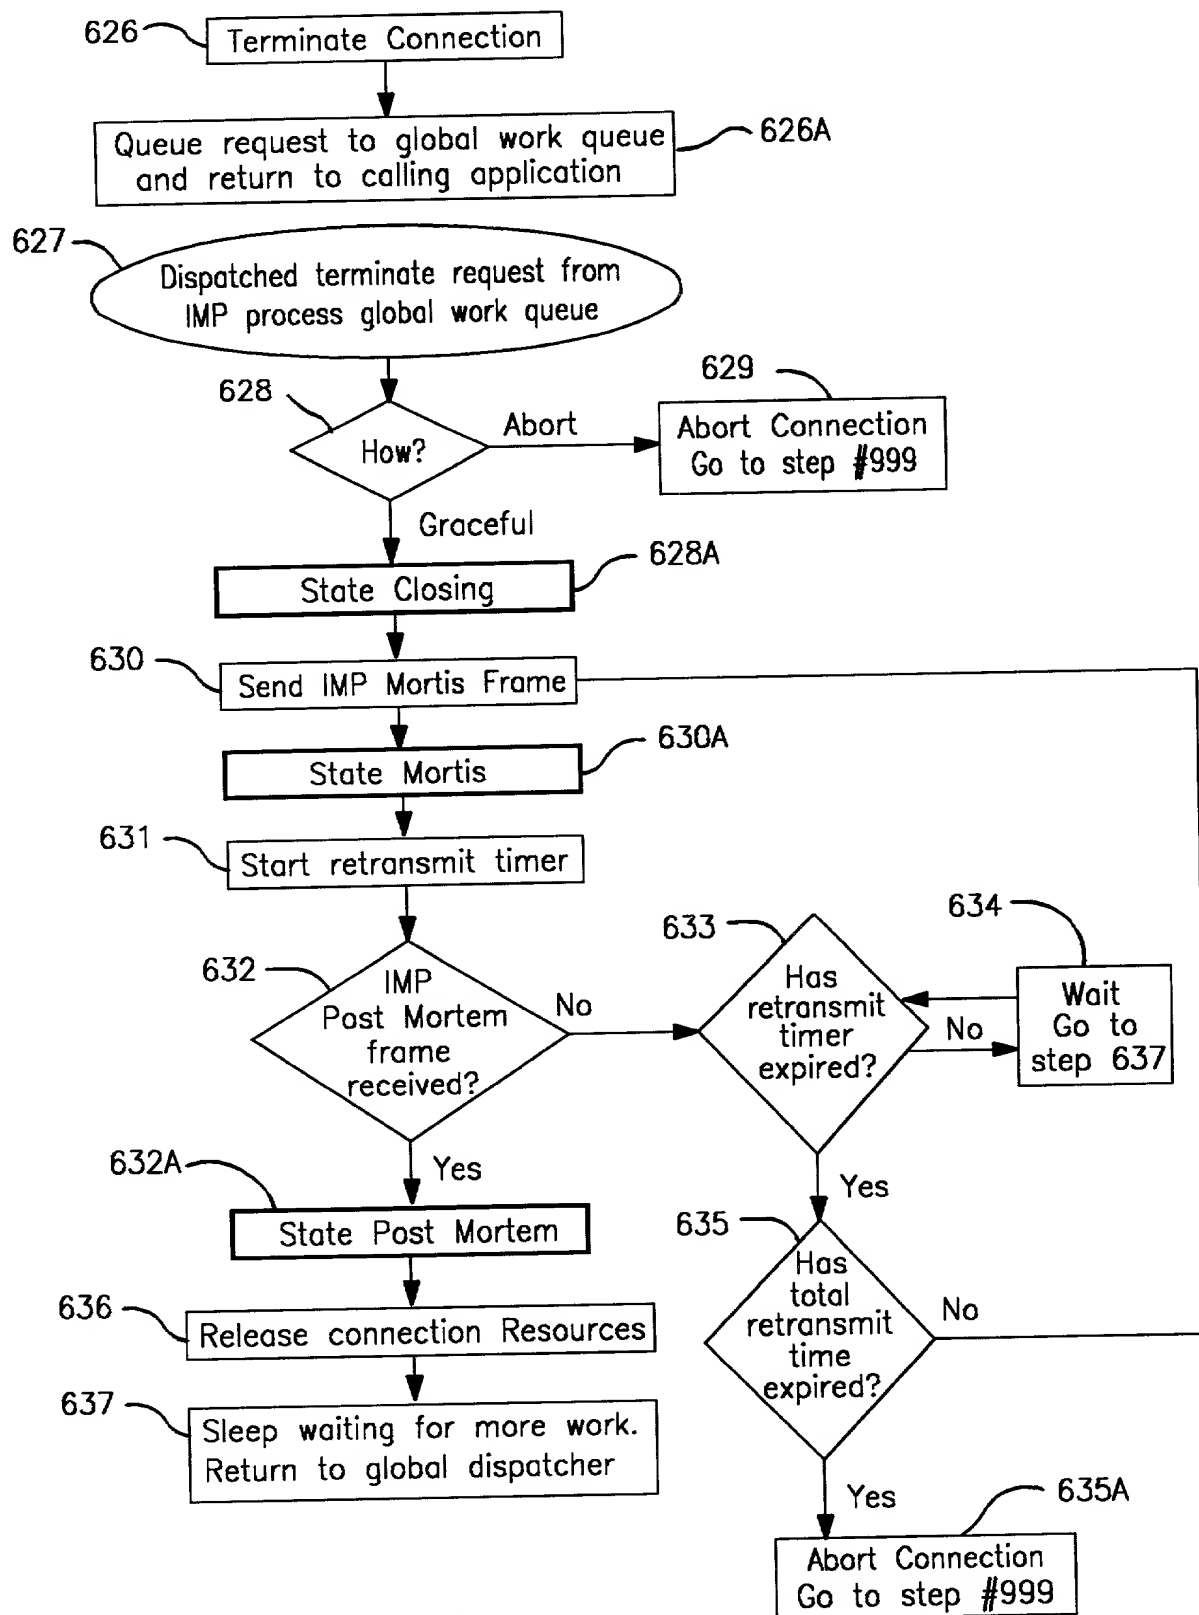 626
Terminate Connection
Queue request to global work queue
and return to calling application
626A
627
Dispatched terminate request from
IMP process global work queue
628
How?
Abort
629
Abort Connection
Go to step #999
Graceful
628A
State Closing
630
Send IMP Mortis Frame
630A
State Mortis
631
Start retransmit timer
632
IMP
Post Mortem
frame
received?
No
633
Has
retransmit
timer
expired?
No
634
Wait
Go to
step 637
Yes
632A
State Post Mortem
Yes
635
Has
total
retransmit
time
expired?
No
636
Release connection Resources
637
Sleep waiting for more work.
Return to global dispatcher
Yes
635A
Abort Connection
Go to step #999